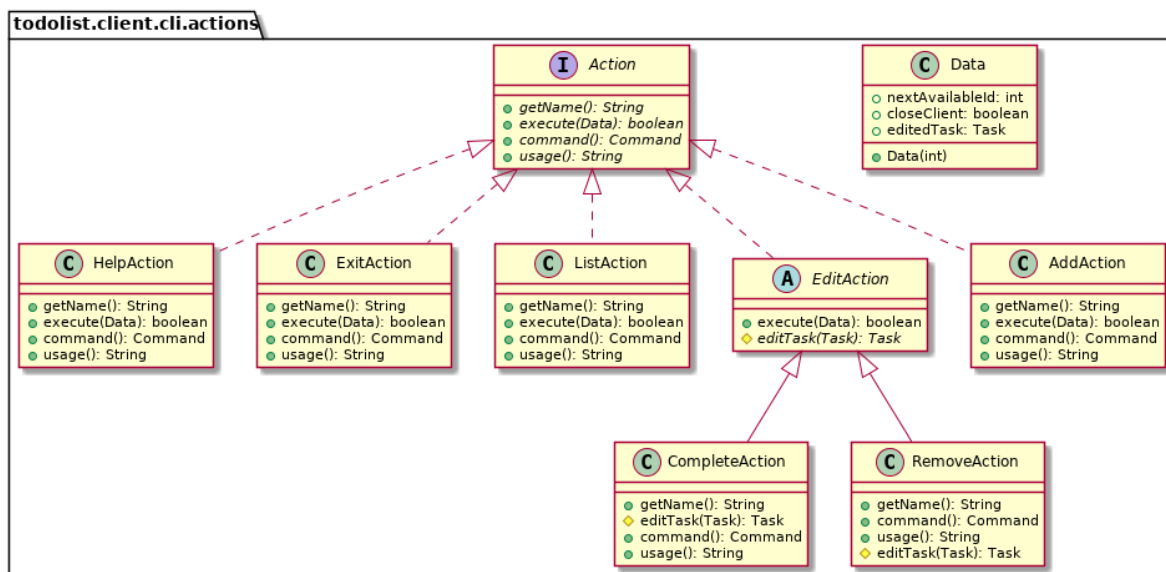 todolist.client.cli.actions
I Action
getName(): String
execute(Data): boolean
command(): Command
usage(): String
C Data
nextAvailableId: int
closeClient: boolean
editedTask: Task
Data(int)
C HelpAction
getName(): String
execute(Data): boolean
command(): Command
usage(): String
C ExitAction
getName(): String
execute(Data): boolean
command(): Command
usage(): String
C ListAction
getName(): String
execute(Data): boolean
command(): Command
usage(): String
A EditAction
execute(Data): boolean
editTask(Task): Task
C AddAction
getName(): String
execute(Data): boolean
command(): Command
usage(): String
C CompleteAction
getName(): String
editTask(Task): Task
command(): Command
usage(): String
C RemoveAction
getName(): String
command(): Command
usage(): String
editTask(Task): Task